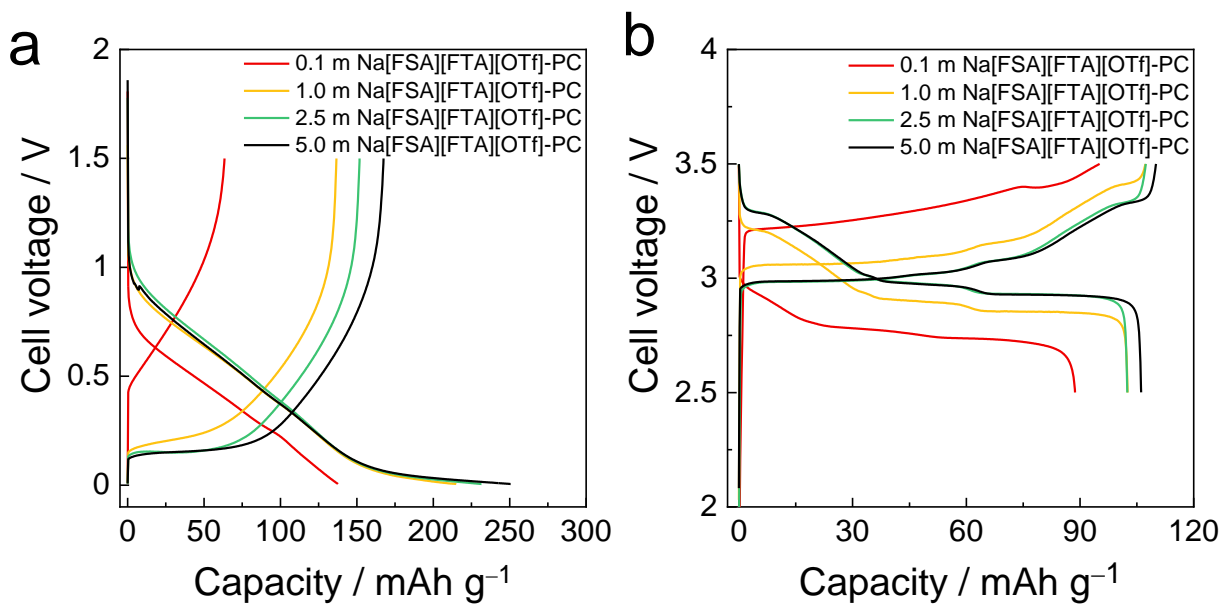 a
2
1.5
1
0.5
0
0
50
100
150
200
250
300
Cell voltage / V
Capacity / mAh g⁻¹
0.1 m Na[FSA][FTA][OTf]-PC
1.0 m Na[FSA][FTA][OTf]-PC
2.5 m Na[FSA][FTA][OTf]-PC
5.0 m Na[FSA][FTA][OTf]-PC
b
4
3.5
3
2.5
2
0
30
60
90
120
Cell voltage / V
Capacity / mAh g⁻¹
0.1 m Na[FSA][FTA][OTf]-PC
1.0 m Na[FSA][FTA][OTf]-PC
2.5 m Na[FSA][FTA][OTf]-PC
5.0 m Na[FSA][FTA][OTf]-PC